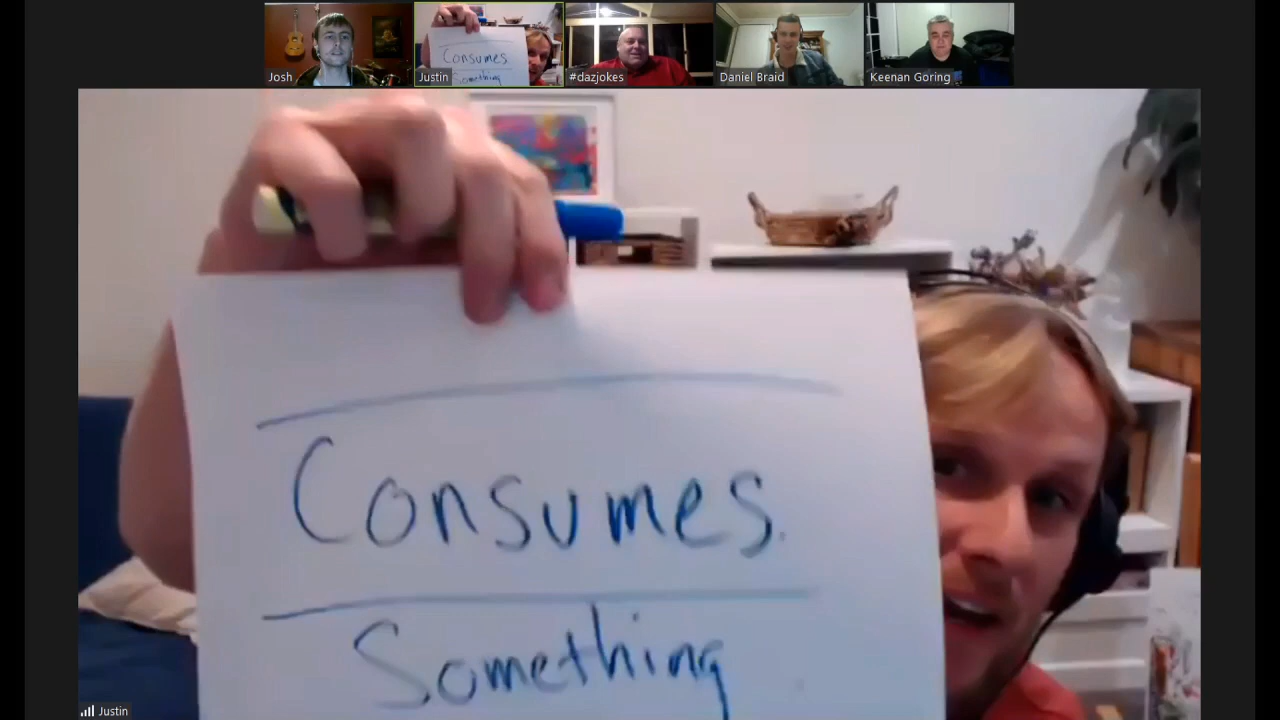 Josh
Justin
#dazjokes
Daniel Braid
Keenan Goring
Consumes
Something
Consumes
Something
Justin